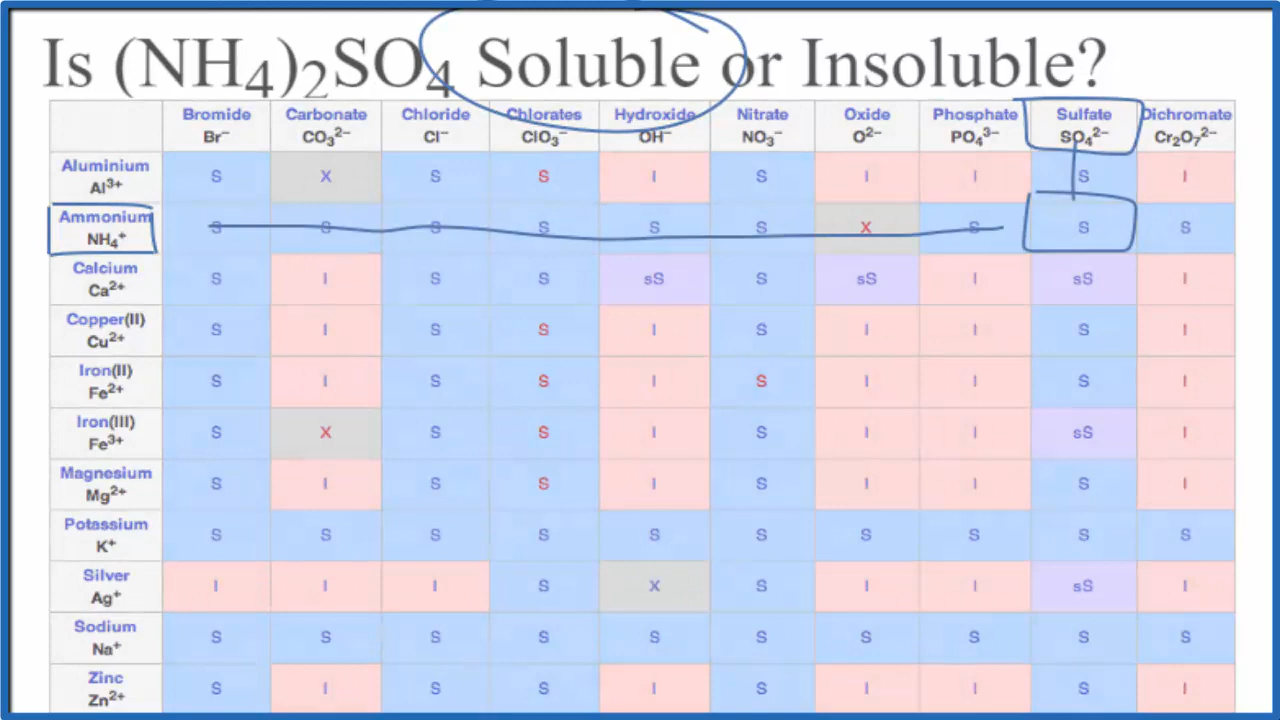 Is (NH₄)₂SO₄ Soluble or Insoluble?
Bromide Carbonate Chloride Chlorates Hydroxide Nitrate Oxide Phosphate Sulfate Dichromate
Br⁻ CO₃²⁻ Cl⁻ ClO₃⁻ OH⁻ NO₃⁻ O²⁻ PO₄³⁻ SO₄²⁻ Cr₂O₇²⁻
Aluminium
Al³⁺ S X S S I S I I S I
Ammonium
NH₄⁺ S S S S S S X S S S
Calcium
Ca²⁺ S I S S sS S sS I sS I
Copper(II)
Cu²⁺ S I S S I S I I S I
Iron(II)
Fe²⁺ S I S S I S I I S I
Iron(III)
Fe³⁺ S X S S I S I I sS I
Magnesium
Mg²⁺ S I S S I S I I S I
Potassium
K⁺ S S S S S S S S S S
Silver
Ag⁺ I I I S X S I I sS I
Sodium
Na⁺ S S S S S S S S S S
Zinc
Zn²⁺ S I S S I S I I S I